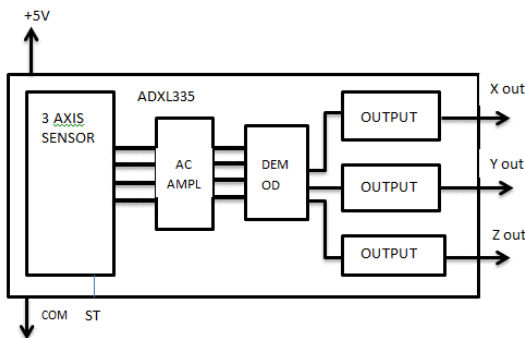 +5V
ADXL335
3 AXIS
SENSOR
AC
AMPL
DEM
OD
OUTPUT
X out
OUTPUT
Y out
OUTPUT
Z out
COM
ST